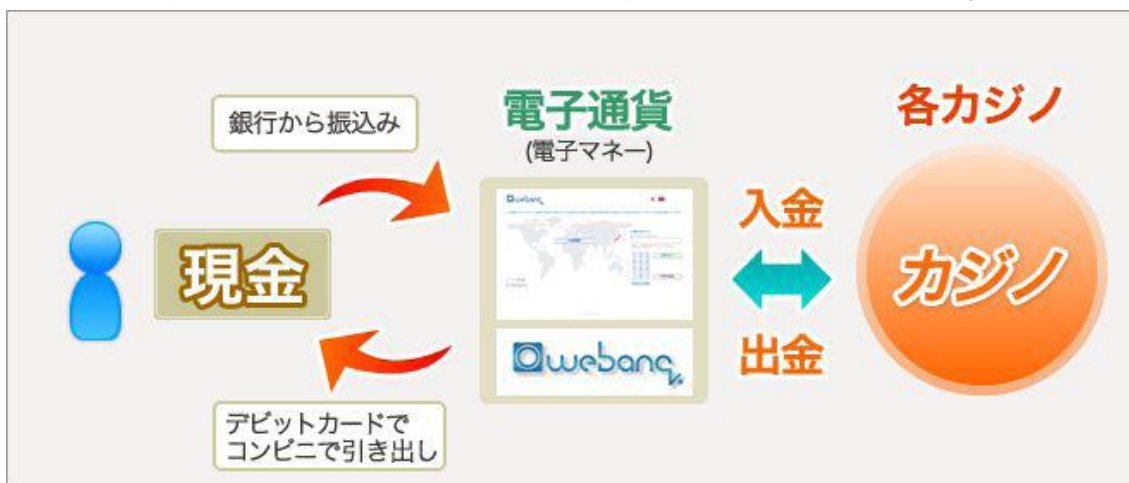 銀行から振込み
電子通貨
(電子マネー)
各カジノ
現金
入金
カジノ
出金
webanq
デビットカードで
コンビニで引き出し